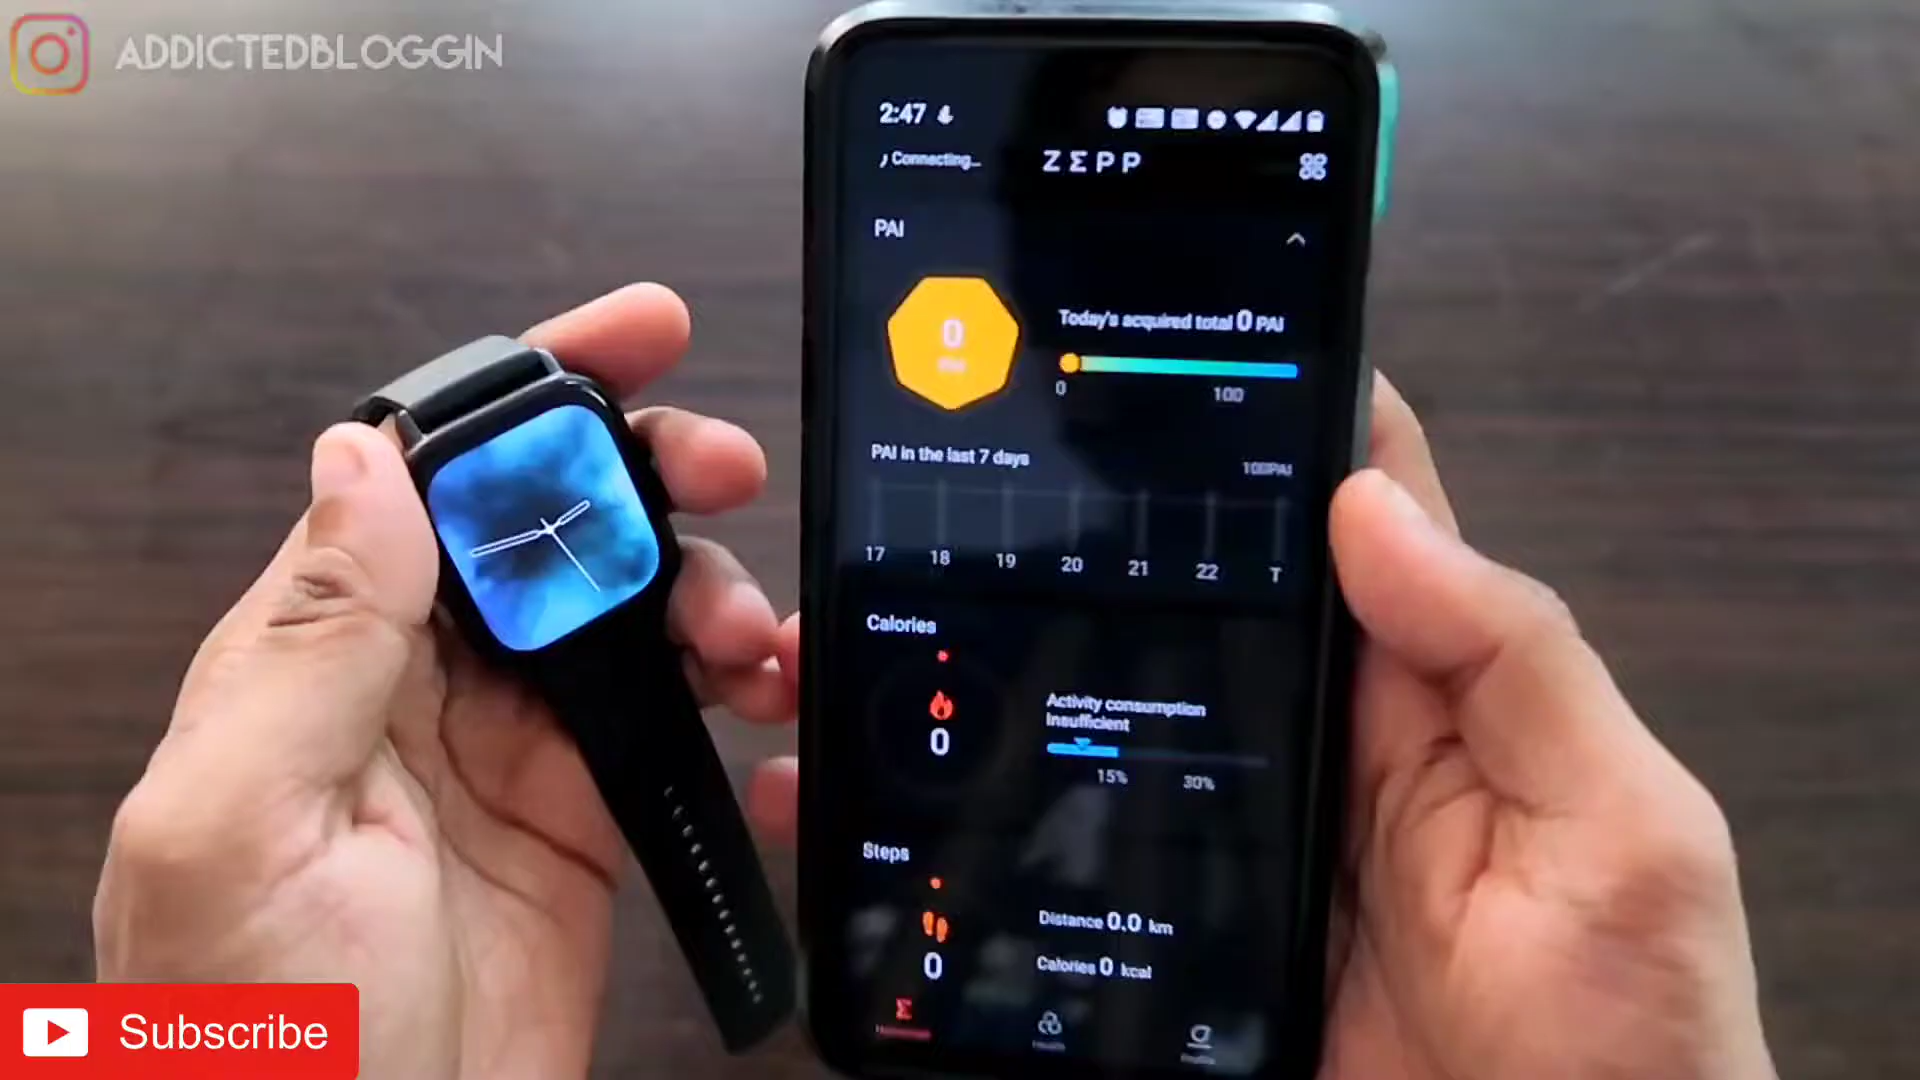 ADDICTEDBLOGGIN
2:47
Connecting...
ZΣPP
PAI
0
Today's acquired total 0 PAI
0 100
PAI in the last 7 days
100PAI
17 18 19 20 21 22 T
Calories
0
Activity consumption
Insufficient
15% 30%
Steps
0
Distance 0.0 km
Calories 0 kcal
Subscribe